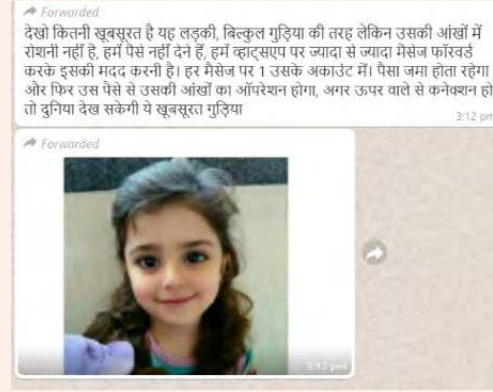 Forwarded
देखो कितनी खूबसूरत है यह लड़की, बिल्कुल गुड़िया की तरह लेकिन उसकी आंखों में
रोशनी नहीं है, हमें पैसे नहीं देने हैं, हमें व्हाट्सएप पर ज्यादा से ज्यादा मेसेज फॉरवर्ड
करके इसकी मदद करनी है। हर मैसेज पर 1 उसके अकाउंट में। पैसा जमा होता रहेगा
और फिर उस पैसे से उसकी आंखों का ऑपरेशन होगा, अगर ऊपर वाले से कनेक्शन हो
तो दुनिया देख सकेगी ये खूबसूरत गुड़िया
3:12 pm
Forwarded
3:12 pm